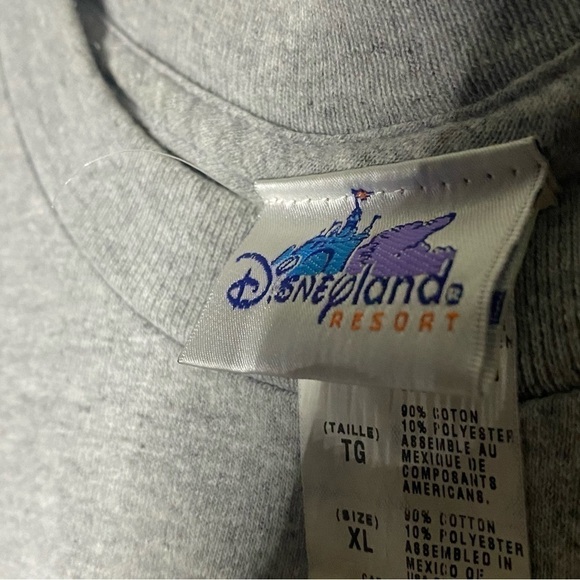 Disneyland®
RESORT
90% COTON
(TAILLE) 10% POLYESTER
TG ASSEMBLE AU
MEXIQUE DE
COMPOSANTS
AMERICANS.
(SIZE) 90% COTTON
XL 10% POLYESTER
ASSEMBLED IN
MEXICO OF